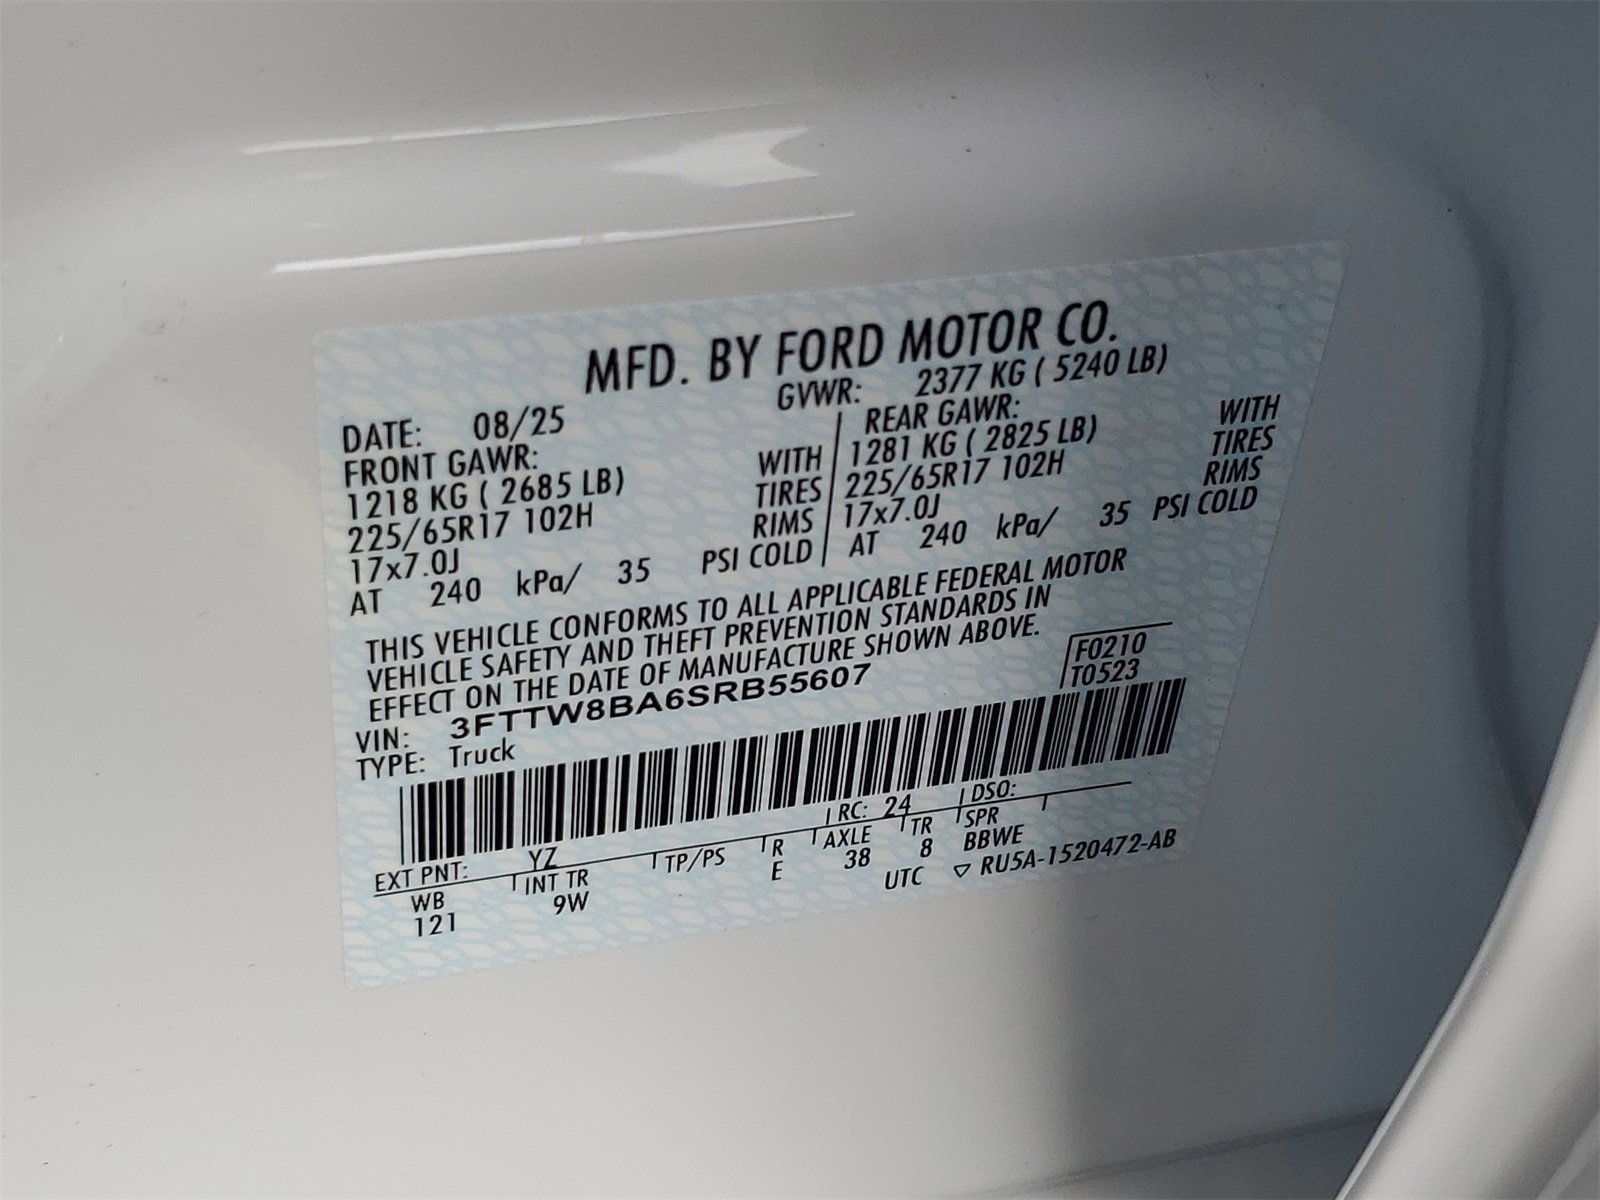 MFD. BY FORD MOTOR CO.
DATE: 08/25 GVWR: 2377 KG ( 5240 LB)
FRONT GAWR: REAR GAWR:
1218 KG ( 2685 LB) WITH 1281 KG ( 2825 LB) WITH
225/65R17 102H TIRES 225/65R17 102H TIRES
17x7.0J RIMS 17x7.0J RIMS
AT 240 kPa/ 35 PSI COLD AT 240 kPa/ 35 PSI COLD
THIS VEHICLE CONFORMS TO ALL APPLICABLE FEDERAL MOTOR
VEHICLE SAFETY AND THEFT PREVENTION STANDARDS IN
EFFECT ON THE DATE OF MANUFACTURE SHOWN ABOVE.
VIN: 3FTTW8BA6SRB55607 F0210
TYPE: Truck T0523
EXT PNT: YZ RC: 24 DSO:
WB INT TR TP/PS R AXLE TR SPR
121 9W E 38 8 BBWE
UTC ▽ RU5A-1520472-AB